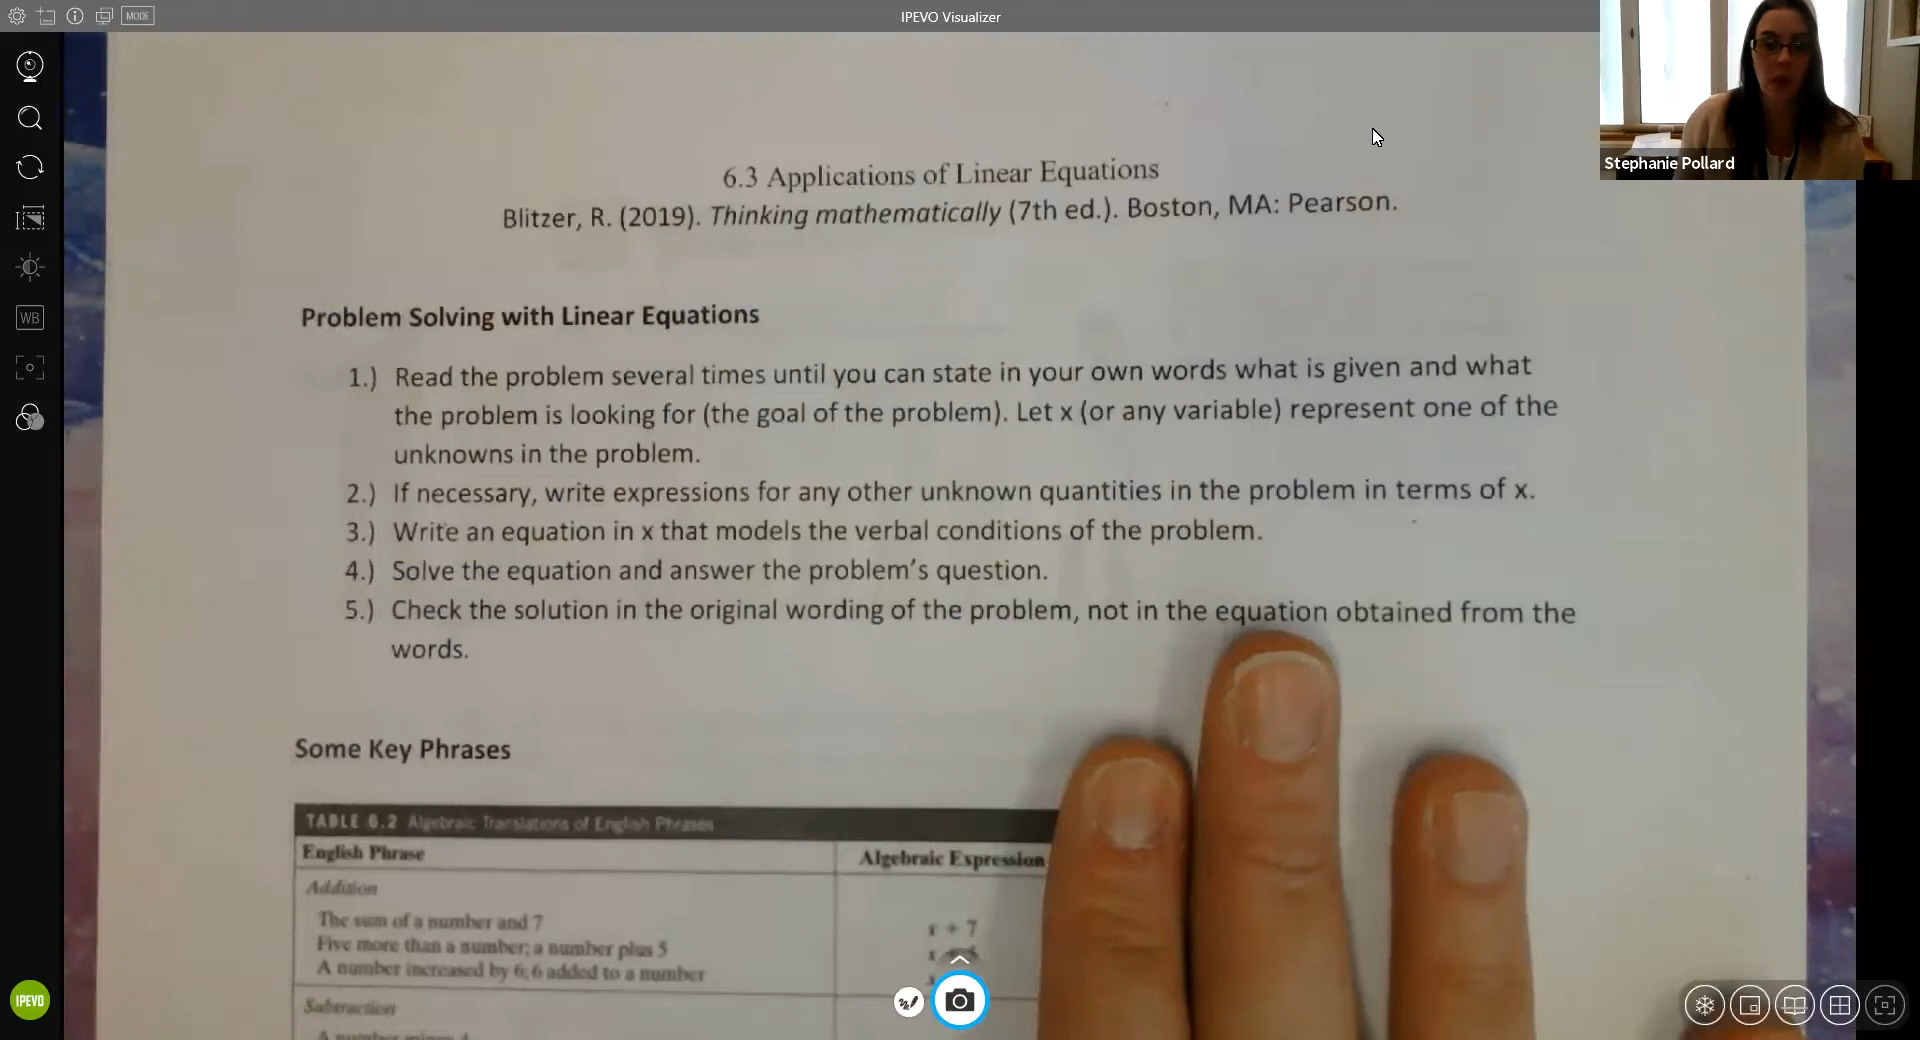 MODE
IPEVO Visualizer
Stephanie Pollard
WB
6.3 Applications of Linear Equations
Blitzer, R. (2019). Thinking mathematically (7th ed.). Boston, MA: Pearson.
Problem Solving with Linear Equations
1.) Read the problem several times until you can state in your own words what is given and what
the problem is looking for (the goal of the problem). Let x (or any variable) represent one of the
unknowns in the problem.
2.) If necessary, write expressions for any other unknown quantities in the problem in terms of x.
3.) Write an equation in x that models the verbal conditions of the problem.
4.) Solve the equation and answer the problem's question.
5.) Check the solution in the original wording of the problem, not in the equation obtained from the
words.
Some Key Phrases
TABLE 6.2 Algebraic Translations of English Phrases
English Phrase Algebraic Expression
Addition
The sum of a number and 7 x + 7
Five more than a number; a number plus 5
A number increased by 6; 6 added to a number
Subtraction
A number minus 4
IPEVO